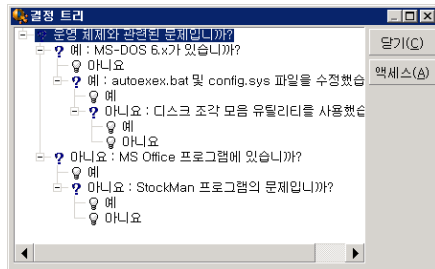 결정 트리
운영 체제와 관련된 문제입니까?
예 : MS-DOS 6.x가 있습니까?
아니요
예 : autoexex.bat 및 config.sys 파일을 수정했습
예
아니요 : 디스크 조각 모음 유틸리티를 사용했습
예
아니요
아니요 : MS Office 프로그램에 있습니까?
예
아니요 : StockMan 프로그램의 문제입니까?
예
아니요
닫기(C)
액세스(A)